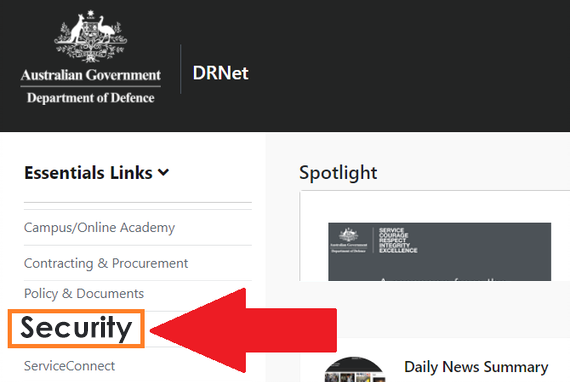 Australian Government
Department of Defence
DRNet
Essentials Links
Spotlight
Campus/Online Academy
Contracting & Procurement
Policy & Documents
Security
ServiceConnect
Australian Government
Department of Defence
SERVICE
COURAGE
RESPECT
INTEGRITY
EXCELLENCE
Daily News Summary